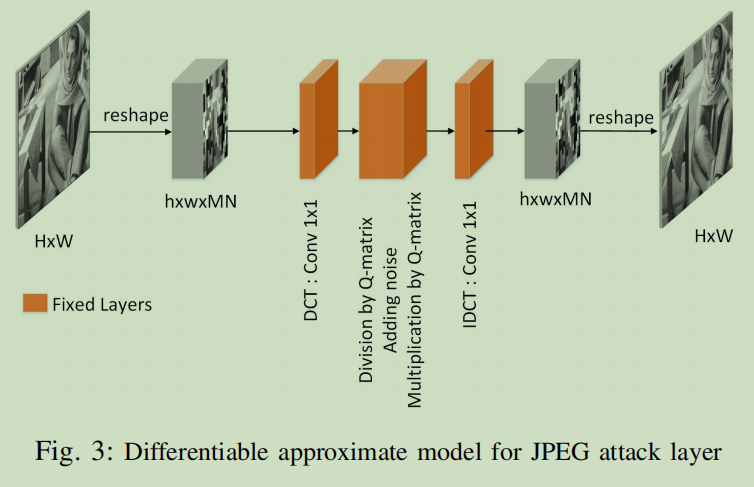 reshape
reshape
hxwxMN
hxwxMN
HxW
HxW
DCT : Conv 1x1
Division by Q-matrix
Adding noise
Multiplication by Q-matrix
IDCT : Conv 1x1
Fixed Layers
Fig. 3: Differentiable approximate model for JPEG attack layer